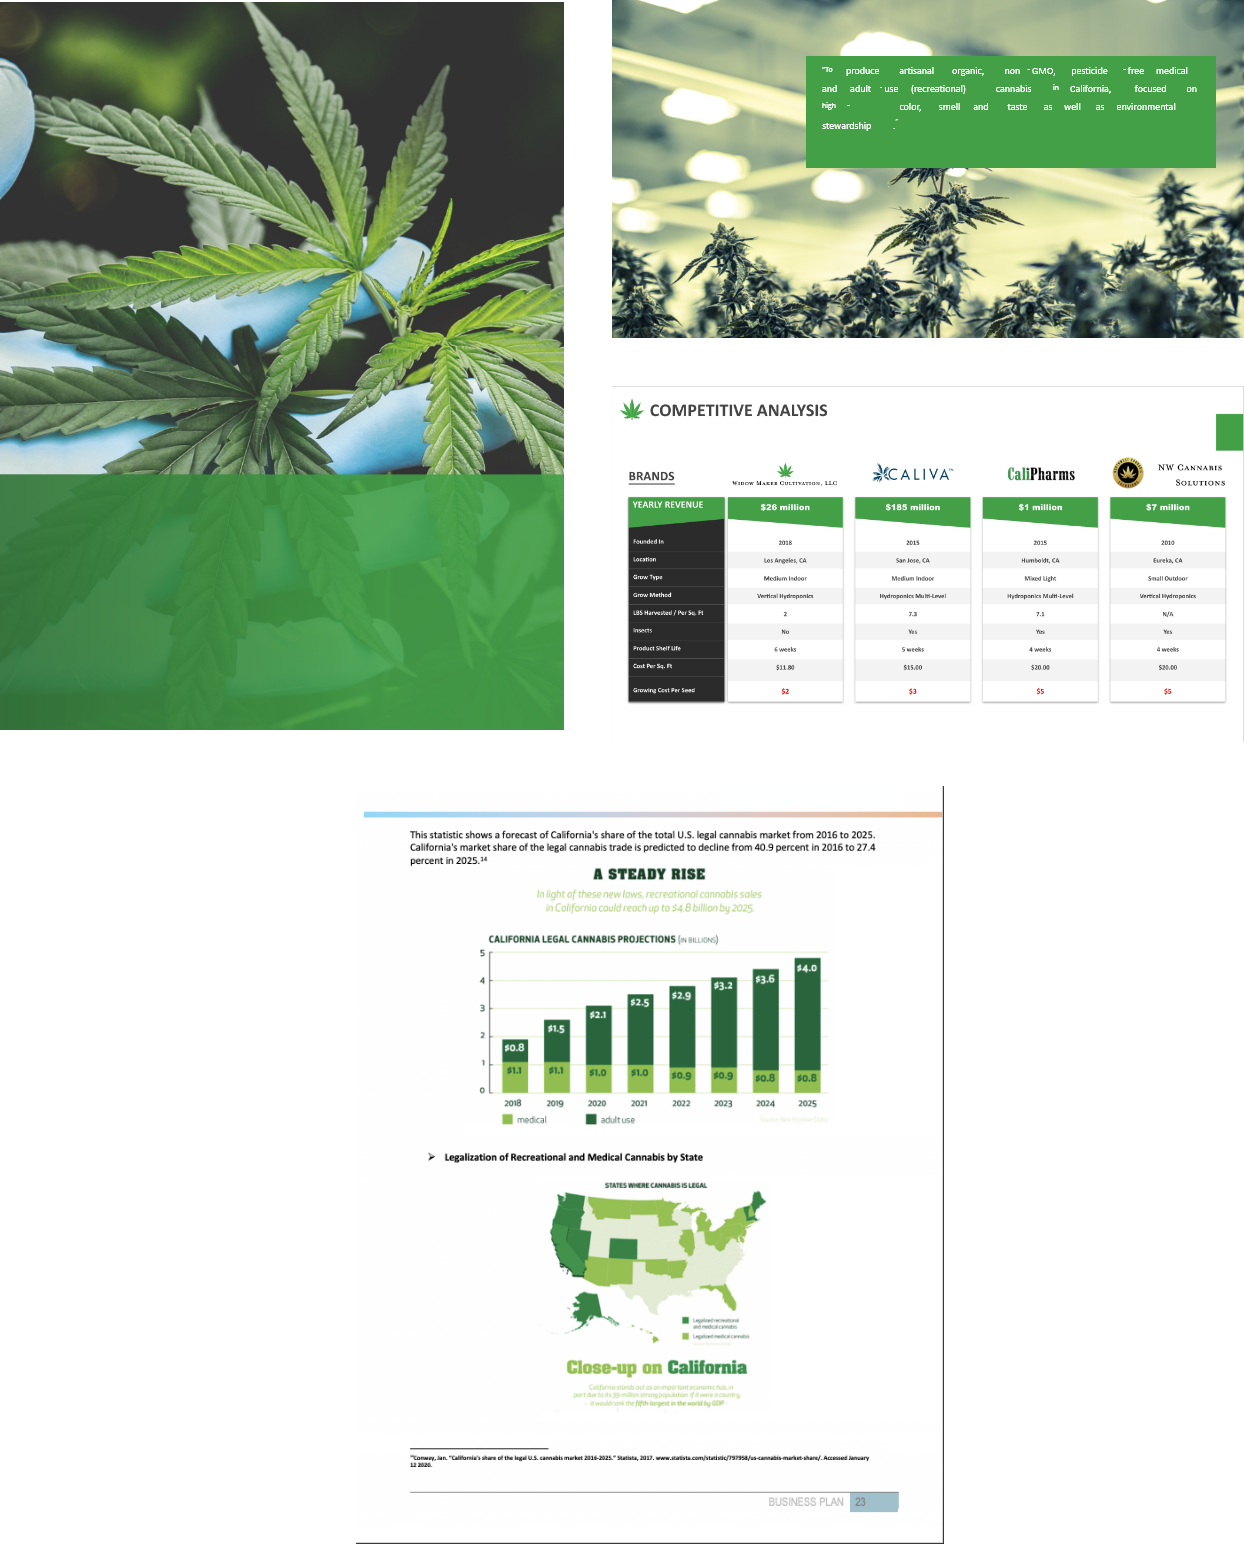 "To produce artisanal organic, non -GMO, pesticide -free medical
and adult -use (recreational) cannabis in California, focused on
high - color, smell and taste as well as environmental
stewardship ."
COMPETITIVE ANALYSIS
BRANDS
WIDOW MAKER CULTIVATION, LLC
CALIVA™
CaliPharms
NW CANNABIS
SOLUTIONS
YEARLY REVENUE $26 million $185 million $1 million $7 million
Founded In 2018 2015 2015 2010
Location Los Angeles, CA San Jose, CA Humboldt, CA Eureka, CA
Grow Type Medium Indoor Medium Indoor Mixed Light Small Outdoor
Grow Method Vertical Hydroponics Hydroponics Multi-Level Hydroponics Multi-Level Vertical Hydroponics
LBS Harvested / Per Sq. Ft 2 7.3 7.1 N/A
Insects No Yes Yes Yes
Product Shelf Life 6 weeks 5 weeks 4 weeks 4 weeks
Cost Per Sq. Ft $11.80 $15.00 $20.00 $20.00
Growing Cost Per Seed $2 $3 $5 $5
This statistic shows a forecast of California's share of the total U.S. legal cannabis market from 2016 to 2025.
California's market share of the legal cannabis trade is predicted to decline from 40.9 percent in 2016 to 27.4
percent in 2025.14
A STEADY RISE
In light of these new laws, recreational cannabis sales
in California could reach up to $4.8 billion by 2025.
CALIFORNIA LEGAL CANNABIS PROJECTIONS (IN BILLIONS)
5
4
3
2
1
0
$0.8 $1.5 $2.1 $2.5 $2.9 $3.2 $3.6 $4.0
$1.1 $1.1 $1.0 $1.0 $0.9 $0.9 $0.8 $0.8
2018 2019 2020 2021 2022 2023 2024 2025
medical adult use
➢ Legalization of Recreational and Medical Cannabis by State
STATES WHERE CANNABIS IS LEGAL
Legalized recreational
and medical cannabis
Legalized medical cannabis
Close-up on California
California stands out as an important economic hub, in
part due to its 39-million strong population. If it were a country,
it would rank the fifth-largest in the world by GDP.
14Conway, Jan. "California's share of the legal U.S. cannabis market 2016-2025." Statista, 2017. www.statista.com/statistic/797958/us-cannabis-market-share/. Accessed January
12 2020.
BUSINESS PLAN 23